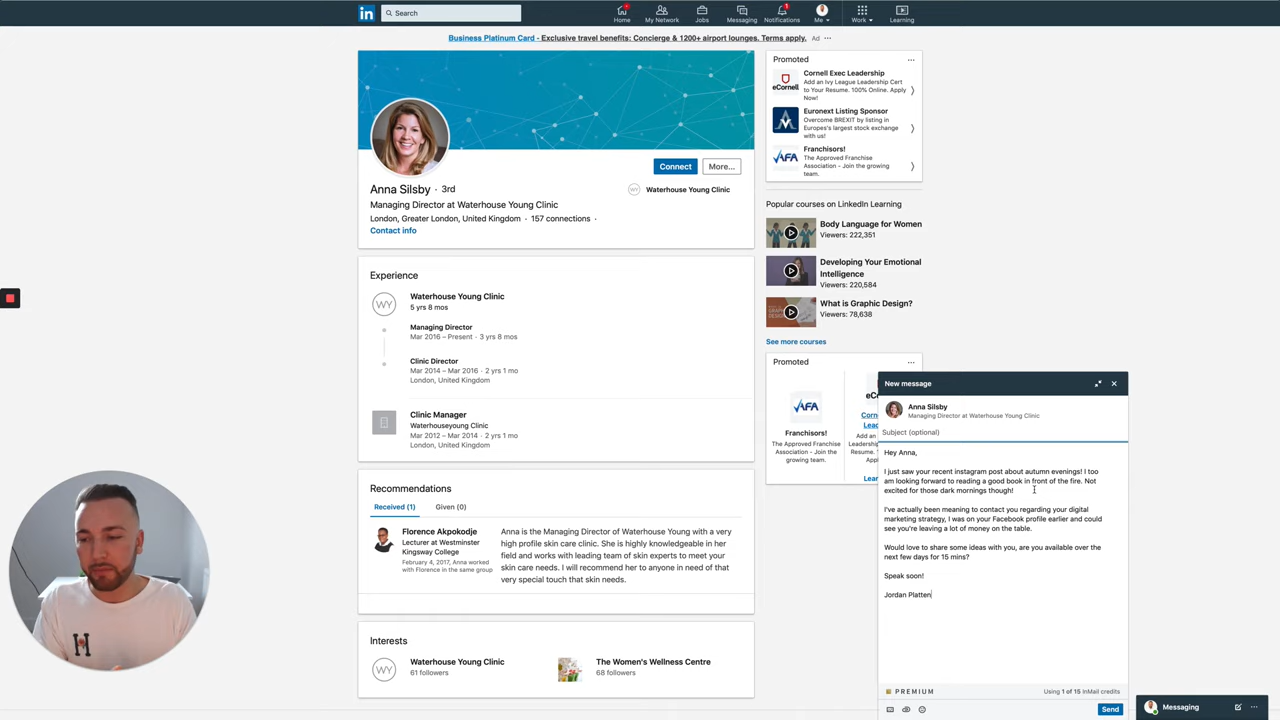 in
Search
Home
My Network
Jobs
Messaging
Notifications
Me
Work
Learning
Business Platinum Card - Exclusive travel benefits: Concierge & 1200+ airport lounges. Terms apply. Ad ···
Connect
More...
Anna Silsby · 3rd
WY Waterhouse Young Clinic
Managing Director at Waterhouse Young Clinic
London, Greater London, United Kingdom · 157 connections ·
Contact info
Experience
WY
Waterhouse Young Clinic
5 yrs 8 mos
Managing Director
Mar 2016 – Present · 3 yrs 8 mos
Clinic Director
Mar 2014 – Mar 2016 · 2 yrs 1 mo
London, United Kingdom
Clinic Manager
Waterhouseyoung Clinic
Mar 2012 – Mar 2014 · 2 yrs 1 mo
London, United Kingdom
Recommendations
Received (1)
Given (0)
Florence Akpokodje
Lecturer at Westminster
Kingsway College
February 4, 2017, Anna worked
with Florence in the same group
Anna is the Managing Director of Waterhouse Young with a very
high profile skin care clinic. She is highly knowledgeable in her
field and works with leading team of skin experts to meet your
skin care needs. I will recommend her to anyone in need of that
very special touch that skin needs.
Interests
WY
Waterhouse Young Clinic
61 followers
The Women's Wellness Centre
68 followers
Promoted
eCornell
Cornell Exec Leadership
Add an Ivy League Leadership Cert
to Your Resume. 100% Online. Apply
Now!
Euronext Listing Sponsor
Overcome BREXIT by listing in
Europes's largest stock exchange
with us!
AFA
Franchisors!
The Approved Franchise
Association - Join the growing
team.
Popular courses on LinkedIn Learning
Body Language for Women
Viewers: 222,351
Developing Your Emotional
Intelligence
Viewers: 220,584
What is Graphic Design?
Viewers: 78,638
See more courses
Promoted
AFA
Franchisors!
The Approved Franchise
Association - Join the
growing team.
eC
Corn
Lead
Add an
Leadership
Resume. 1
Appl
Lear
New message
Anna Silsby
Managing Director at Waterhouse Young Clinic
Subject (optional)
Hey Anna,
I just saw your recent instagram post about autumn evenings! I too
am looking forward to reading a good book in front of the fire. Not
excited for those dark mornings though!
I've actually been meaning to contact you regarding your digital
marketing strategy, I was on your Facebook profile earlier and could
see you're leaving a lot of money on the table.
Would love to share some ideas with you, are you available over the
next few days for 15 mins?
Speak soon!
Jordan Platten
PREMIUM
Using 1 of 15 InMail credits
Send
Messaging